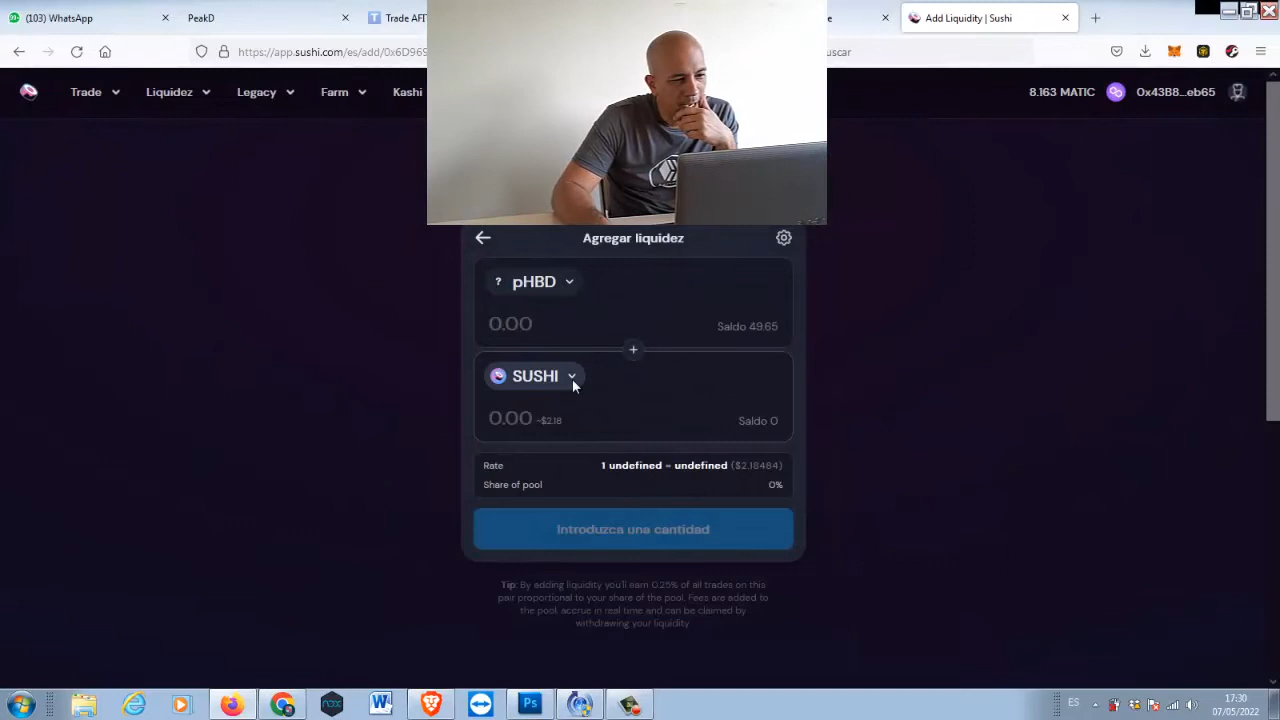 (103) WhatsApp
PeakD
Trade AFI
Add Liquidity | Sushi
https://app.sushi.com/es/add/0x6D969
uscar
Trade
Liquidez
Legacy
Farm
Kashi
8.163 MATIC
0x43B8...eb65
Agregar liquidez
? pHBD
0.00
Saldo 49.65
+
SUSHI
0.00 ~$2.18
Saldo 0
Rate
1 undefined = undefined ($2.18484)
Share of pool
0%
Introduzca una cantidad
Tip: By adding liquidity you'll earn 0.25% of all trades on this
pair proportional to your share of the pool. Fees are added to
the pool, accrue in real time and can be claimed by
withdrawing your liquidity
Ps
ES
17:30
07/05/2022